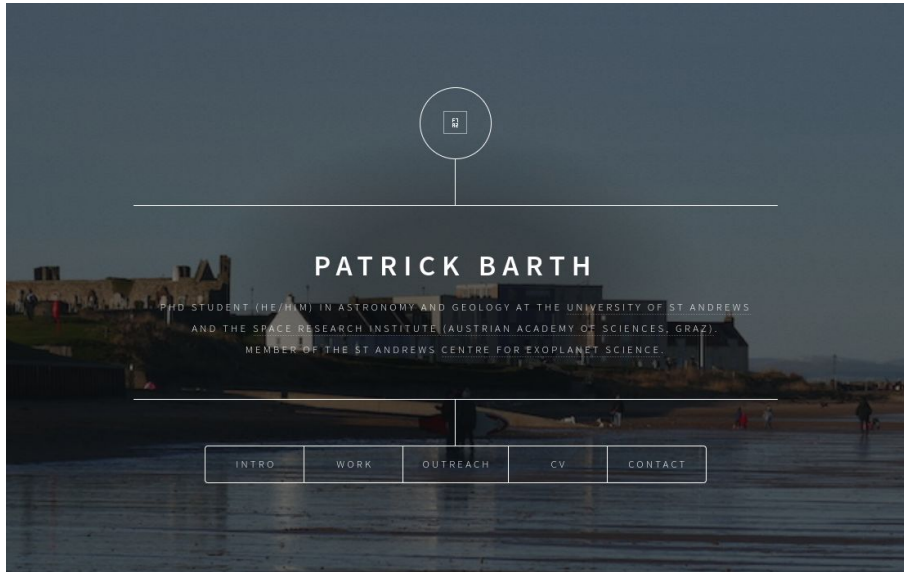 PATRICK BARTH
PHD STUDENT (HE/HIM) IN ASTRONOMY AND GEOLOGY AT THE UNIVERSITY OF ST ANDREWS
AND THE SPACE RESEARCH INSTITUTE (AUSTRIAN ACADEMY OF SCIENCES, GRAZ).
MEMBER OF THE ST ANDREWS CENTRE FOR EXOPLANET SCIENCE.
INTRO WORK OUTREACH CV CONTACT